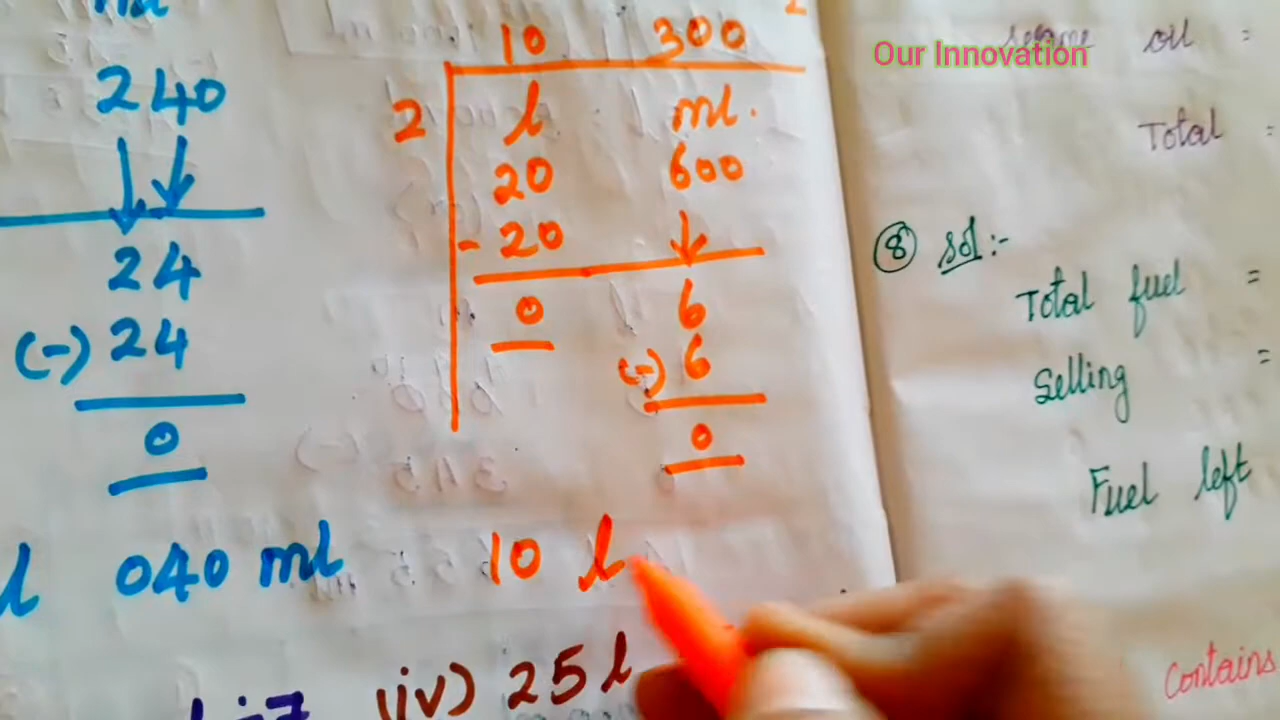 240
24
(-) 24
0
l 040 ml
10 300
2 l ml.
20 600
- 20
0 6
(-) 6
0
10 l
iv) 25 l
Our Innovation
oil =
Total =
8 Sol:-
Total fuel =
Selling =
Fuel left
Contains